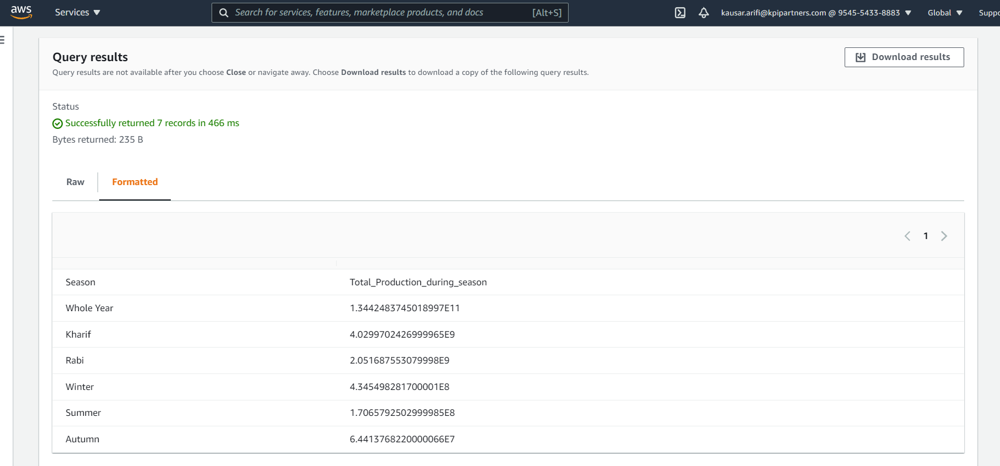 aws Services Search for services, features, marketplace products, and docs [Alt+S] kausar.arifi@kpipartners.com @ 9545-5433-8883 Global Suppo
Query results
Download results
Query results are not available after you choose Close or navigate away. Choose Download results to download a copy of the following query results.
Status
Successfully returned 7 records in 466 ms
Bytes returned: 235 B
Raw Formatted
1
Season Total_Production_during_season
Whole Year 1.3442483745018997E11
Kharif 4.0299702426999965E9
Rabi 2.051687553079998E9
Winter 4.345498281700001E8
Summer 1.7065792502999985E8
Autumn 6.4413768220000066E7